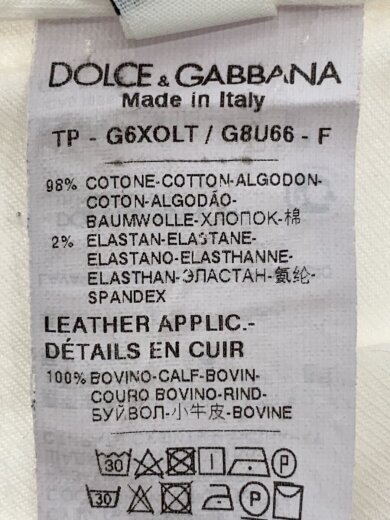 DOLCE & GABBANA
Made in Italy
TP - G6XOLT / G8U66 - F
98% COTONE-COTTON-ALGODON-
COTON-ALGODÃO-
BAUMWOLLE-ХЛОПОК-棉
2% ELASTAN-ELASTANE-
ELASTANO-ELASTHANNE-
ELASTHAN-ЭЛАСТАН-氨纶-
SPANDEX
LEATHER APPLIC.-
DÉTAILS EN CUIR
100% BOVINO-CALF-BOVIN-
COURO BOVINO-RIND-
БУЙВОЛ-小牛皮-BOVINE
30 P
30 P